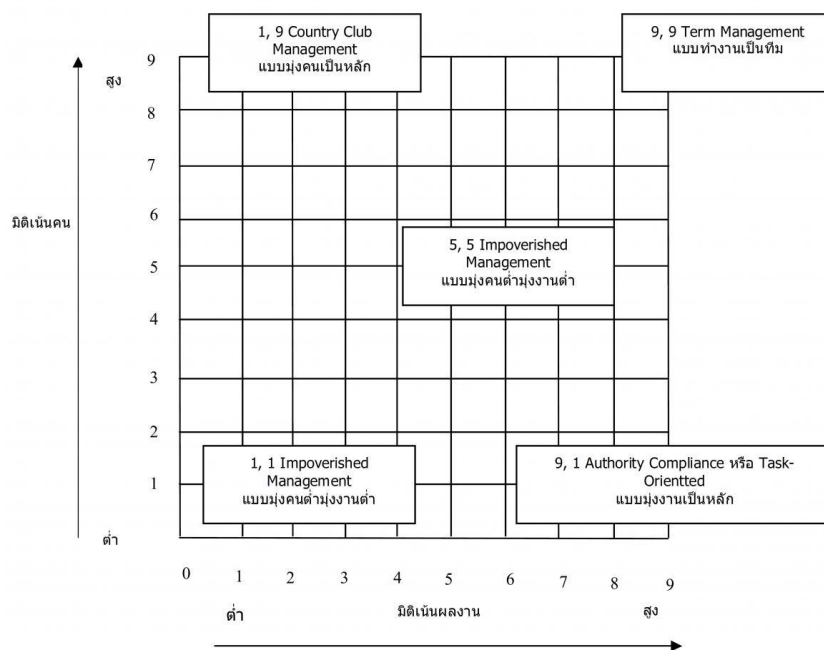 1, 9 Country Club
Management
แบบมุ่งคนเป็นหลัก
9, 9 Term Management
แบบทำงานเป็นทีม
9
สูง
8
7
6
มิติเน้นคน
5, 5 Impoverished
Management
แบบมุ่งคนต่ำมุ่งงานต่ำ
5
4
3
2
1, 1 Impoverished
Management
แบบมุ่งคนต่ำมุ่งงานต่ำ
9, 1 Authority Compliance หรือ Task-
Orientted
แบบมุ่งงานเป็นหลัก
1
ต่ำ
0 1 2 3 4 5 6 7 8 9
ต่ำ มิติเน้นผลงาน สูง